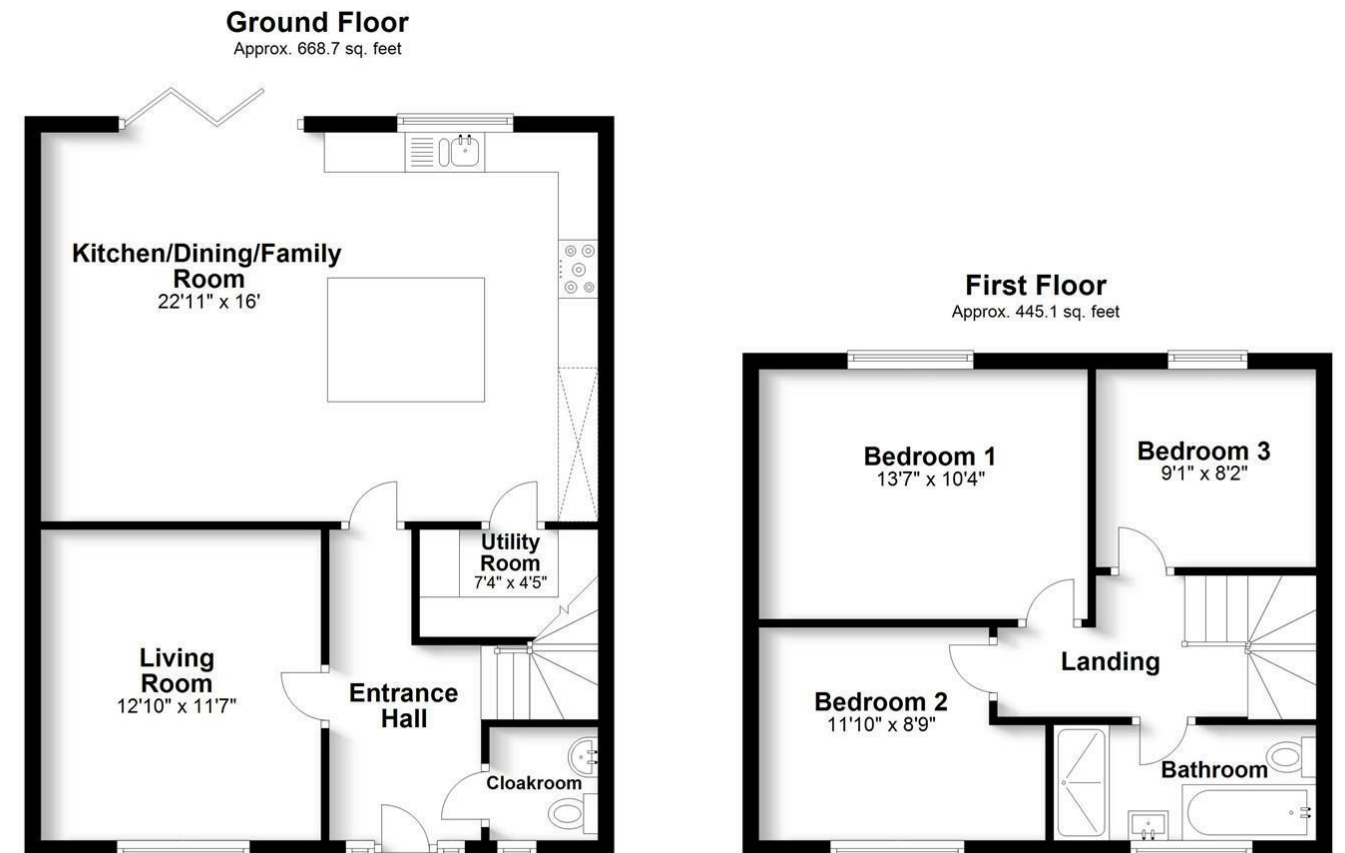 Ground Floor
Approx. 668.7 sq. feet
Kitchen/Dining/Family
Room
22'11" x 16'
Utility
Room
7'4" x 4'5"
Living
Room
12'10" x 11'7"
Entrance
Hall
Cloakroom
First Floor
Approx. 445.1 sq. feet
Bedroom 1
13'7" x 10'4"
Bedroom 3
9'1" x 8'2"
Landing
Bedroom 2
11'10" x 8'9"
Bathroom